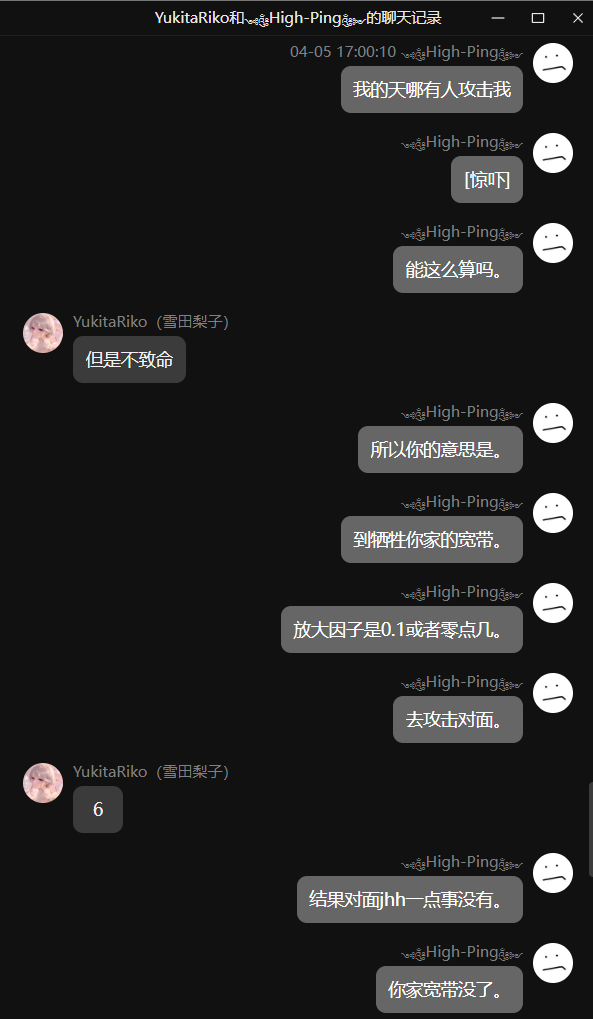 YukitaRiko和ৡ͜High-Pingৡ͜的聊天记录
04-05 17:00:10 High-Ping
我的天哪有人攻击我
High-Ping
[惊吓]
High-Ping
能这么算吗。
YukitaRiko（雪田梨子）
但是不致命
High-Ping
所以你的意思是。
High-Ping
到牺牲你家的宽带。
High-Ping
放大因子是0.1或者零点几。
High-Ping
去攻击对面。
YukitaRiko（雪田梨子）
6
High-Ping
结果对面jhh一点事没有。
High-Ping
你家宽带没了。